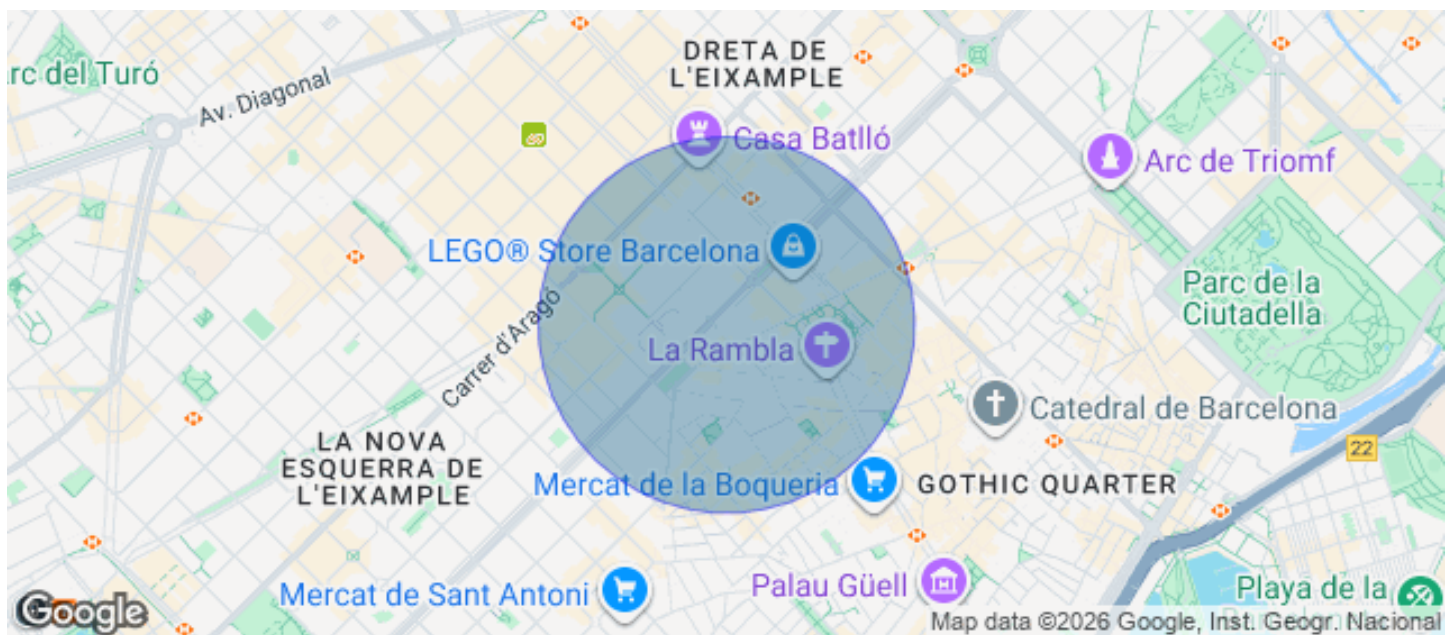 DRETA DE
L'EIXAMPLE
rc del Turó
Av. Diagonal
Casa Batlló
Arc de Triomf
LEGO® Store Barcelona
Carrer d'Aragó
Parc de la
Ciutadella
La Rambla
Catedral de Barcelona
LA NOVA
ESQUERRA DE
L'EIXAMPLE
22
Mercat de la Boqueria
GOTHIC QUARTER
Mercat de Sant Antoni
Palau Güell
Playa de la
Google
Map data ©2026 Google, Inst. Geogr. Nacional